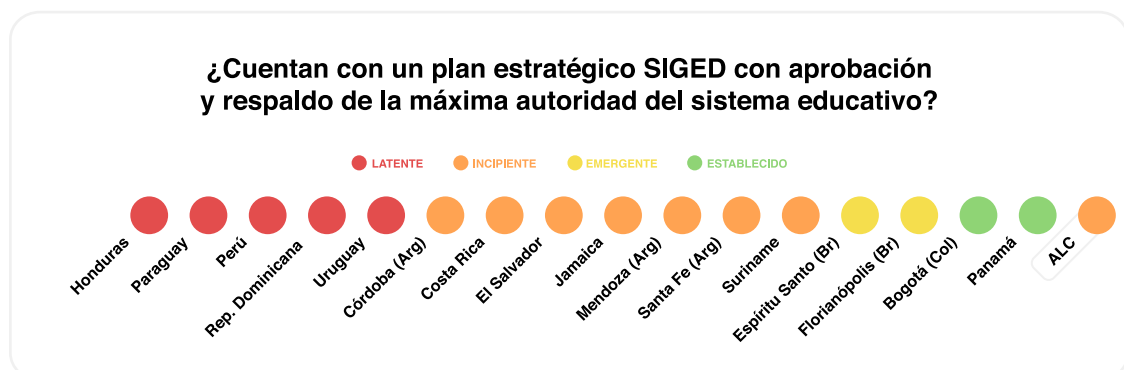 ¿Cuentan con un plan estratégico SIGED con aprobación
y respaldo de la máxima autoridad del sistema educativo?
LATENTE
INCIPIENTE
EMERGENTE
ESTABLECIDO
Honduras
Paraguay
Perú
Rep. Dominicana
Uruguay
Córdoba (Arg)
Costa Rica
El Salvador
Jamaica
Mendoza (Arg)
Santa Fe (Arg)
Suriname
Espíritu Santo (Br)
Florianópolis (Br)
Bogotá (Col)
Panamá
ALC